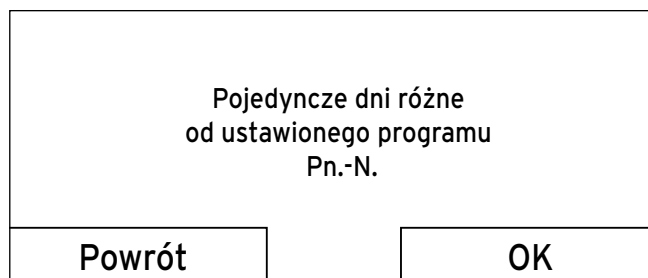 Pojedyncze dni różne
od ustawionego programu
Pn.-N.
Powrót
OK